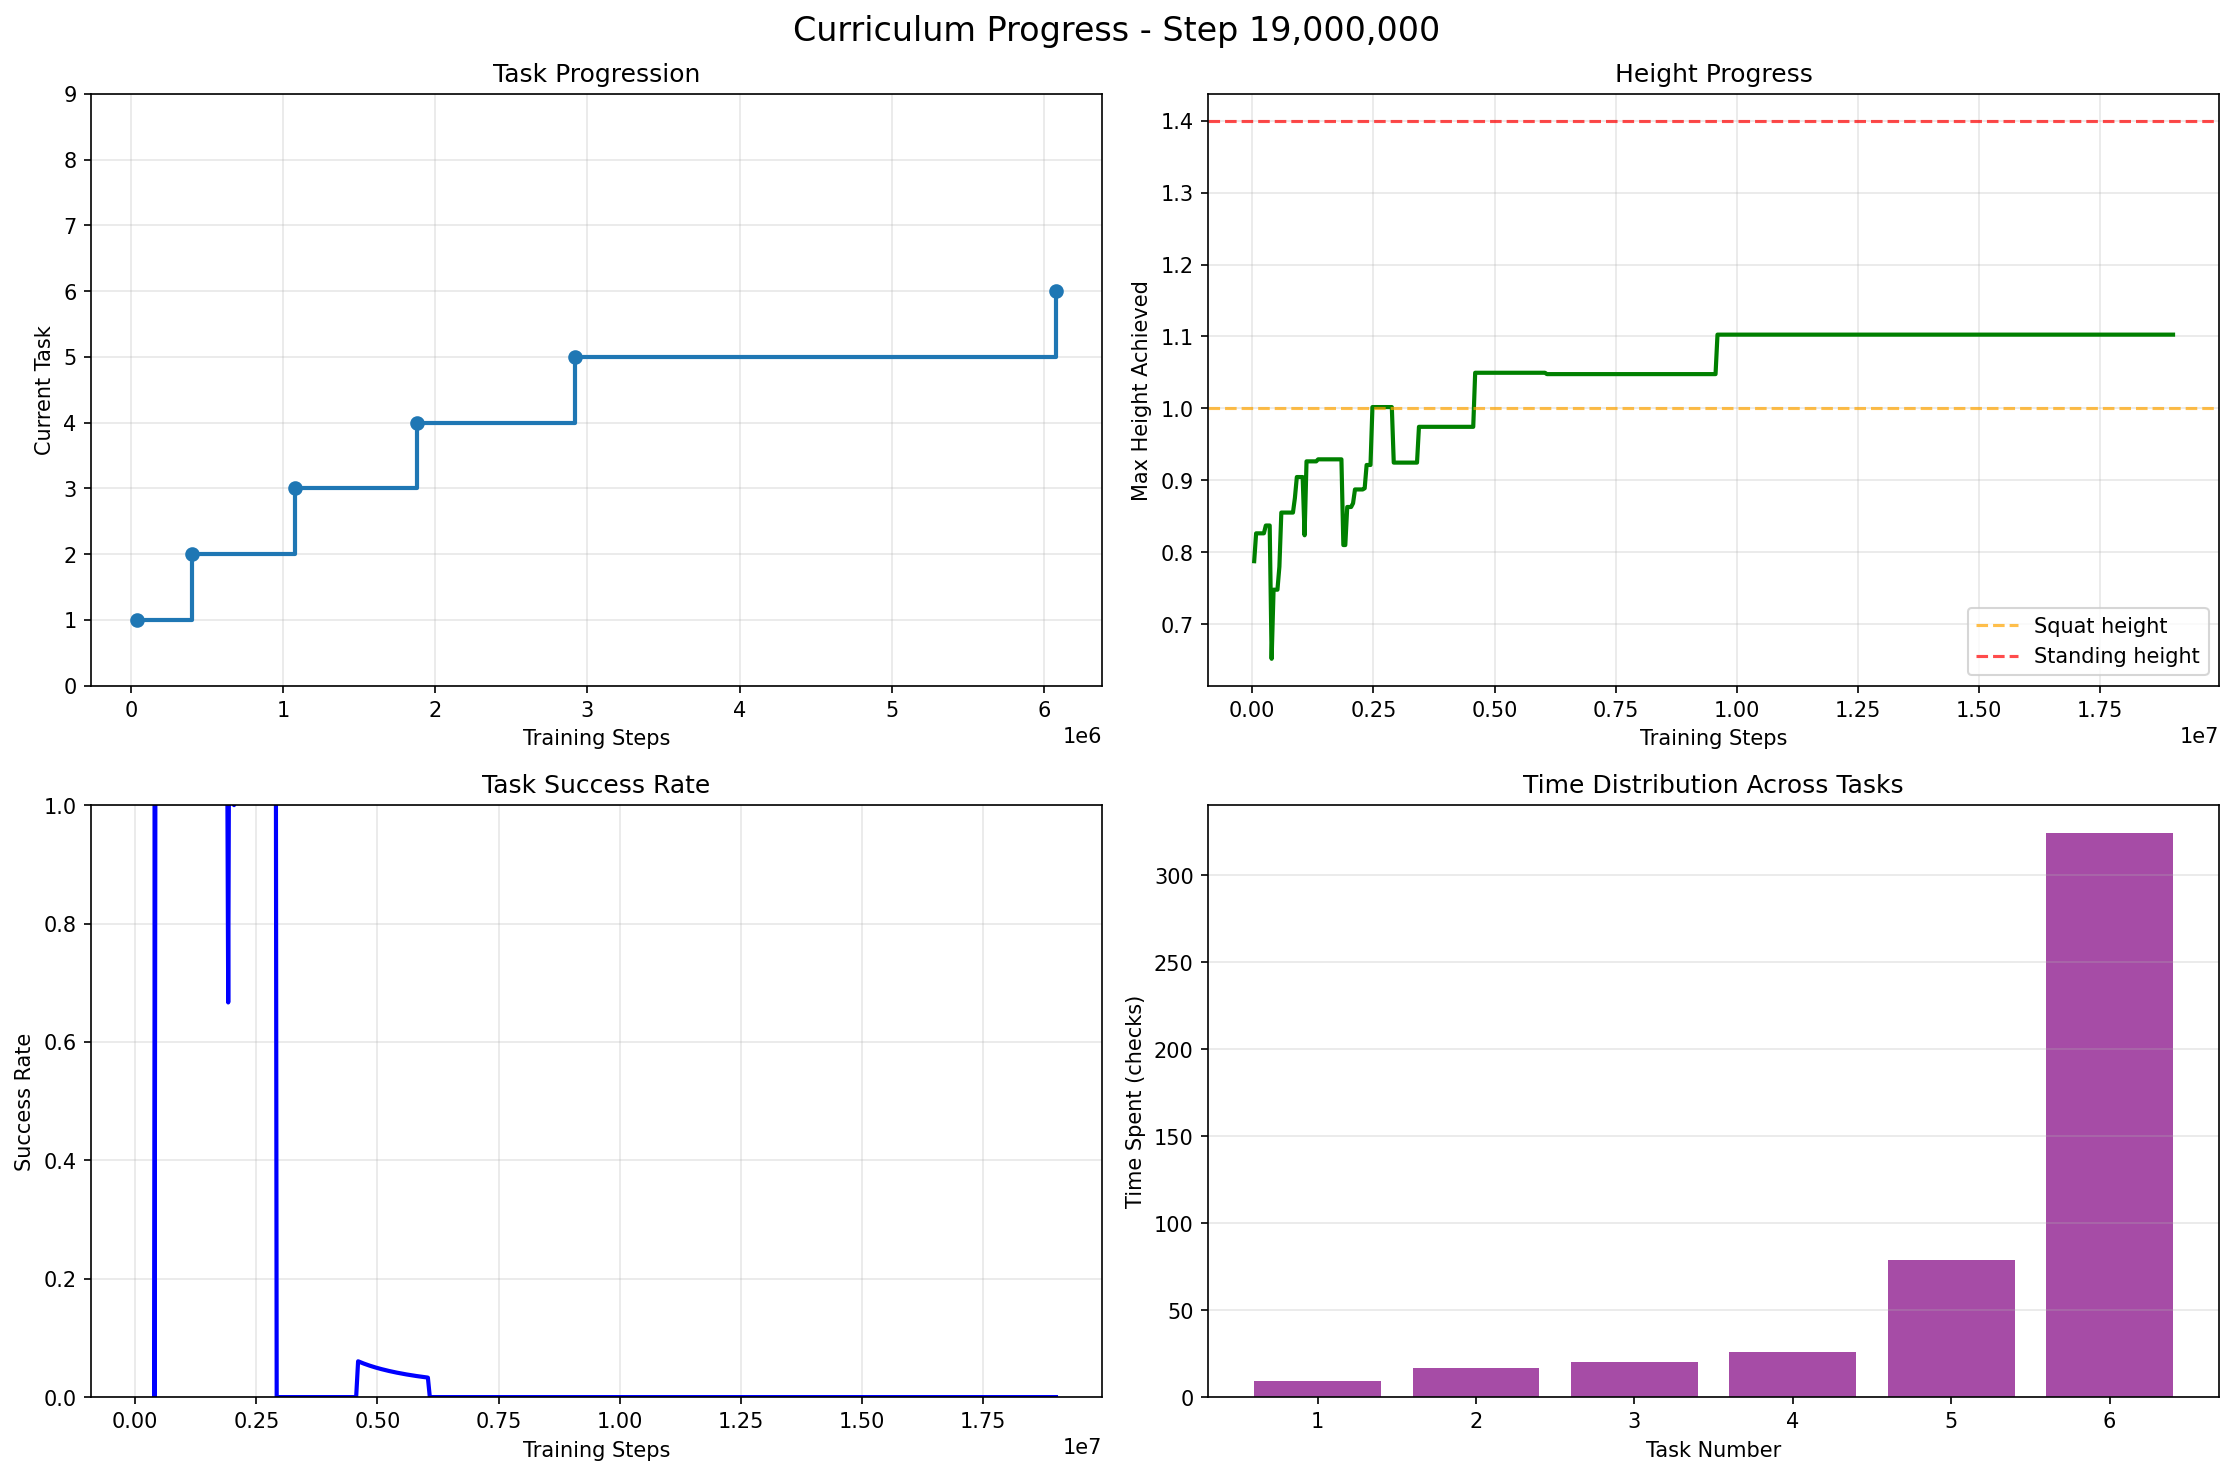 Curriculum Progress - Step 19,000,000
Task Progression
9
8
7
6
5
4
3
2
1
0
Current Task
0 1 2 3 4 5 6
1e6
Training Steps
Height Progress
1.4
1.3
1.2
1.1
1.0
0.9
0.8
0.7
Max Height Achieved
Squat height
Standing height
0.00 0.25 0.50 0.75 1.00 1.25 1.50 1.75
1e7
Training Steps
Task Success Rate
1.0
0.8
0.6
0.4
0.2
0.0
Success Rate
0.00 0.25 0.50 0.75 1.00 1.25 1.50 1.75
1e7
Training Steps
Time Distribution Across Tasks
300
250
200
150
100
50
0
Time Spent (checks)
1 2 3 4 5 6
Task Number